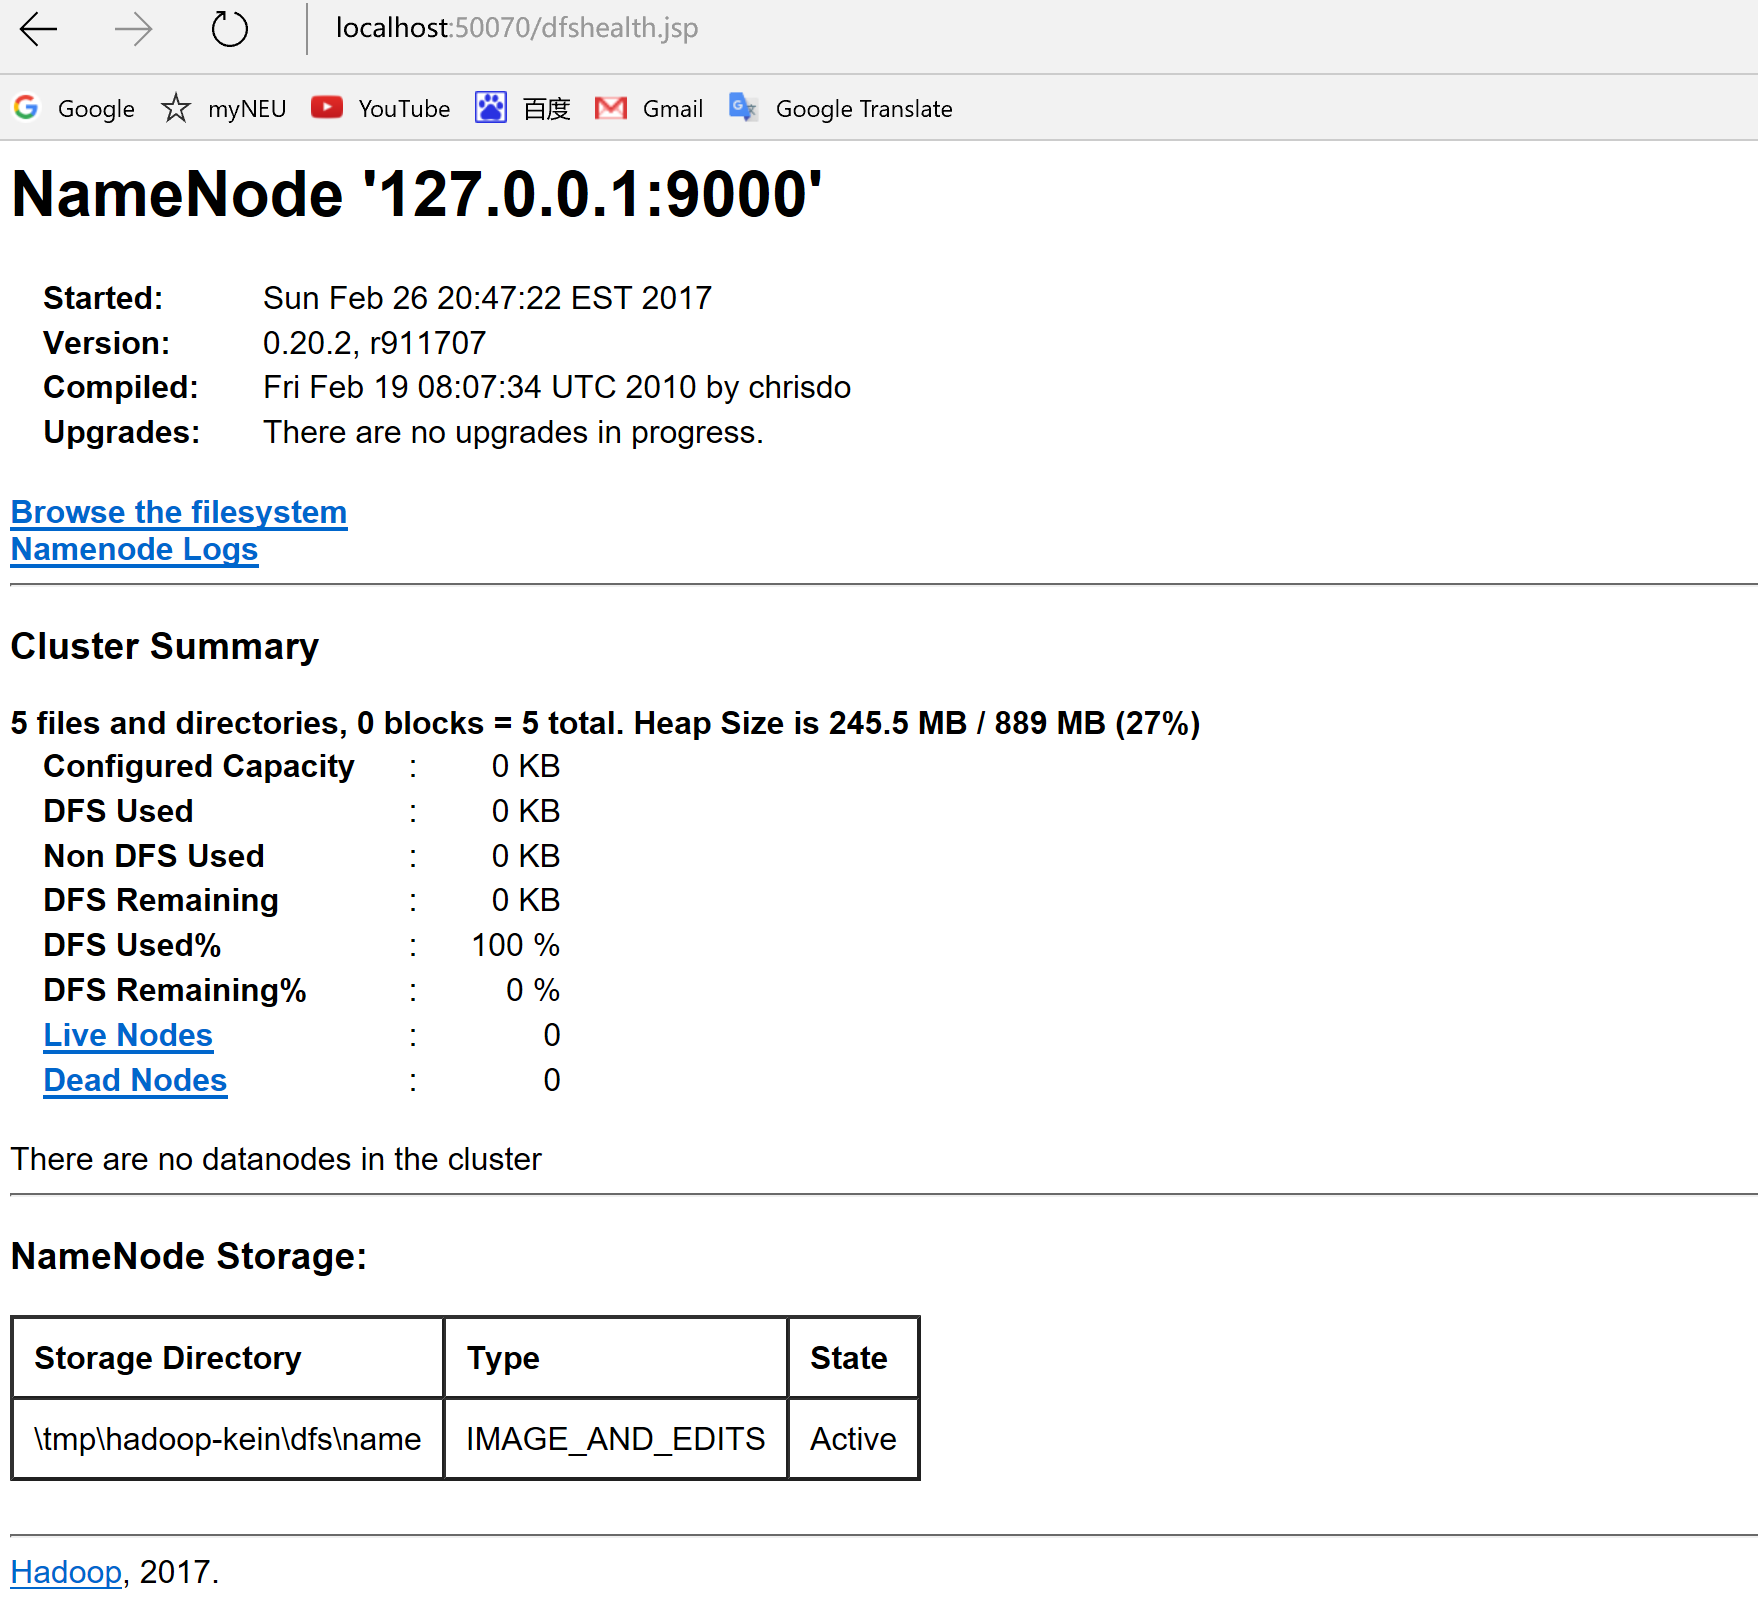 localhost:50070/dfshealth.jsp
Google myNEU YouTube 百度 Gmail Google Translate
NameNode '127.0.0.1:9000'
Started: Sun Feb 26 20:47:22 EST 2017
Version: 0.20.2, r911707
Compiled: Fri Feb 19 08:07:34 UTC 2010 by chrisdo
Upgrades: There are no upgrades in progress.
Browse the filesystem
Namenode Logs
Cluster Summary
5 files and directories, 0 blocks = 5 total. Heap Size is 245.5 MB / 889 MB (27%)
Configured Capacity : 0 KB
DFS Used : 0 KB
Non DFS Used : 0 KB
DFS Remaining : 0 KB
DFS Used% : 100 %
DFS Remaining% : 0 %
Live Nodes : 0
Dead Nodes : 0
There are no datanodes in the cluster
NameNode Storage:
Storage Directory Type State
\tmp\hadoop-kein\dfs\name IMAGE_AND_EDITS Active
Hadoop, 2017.